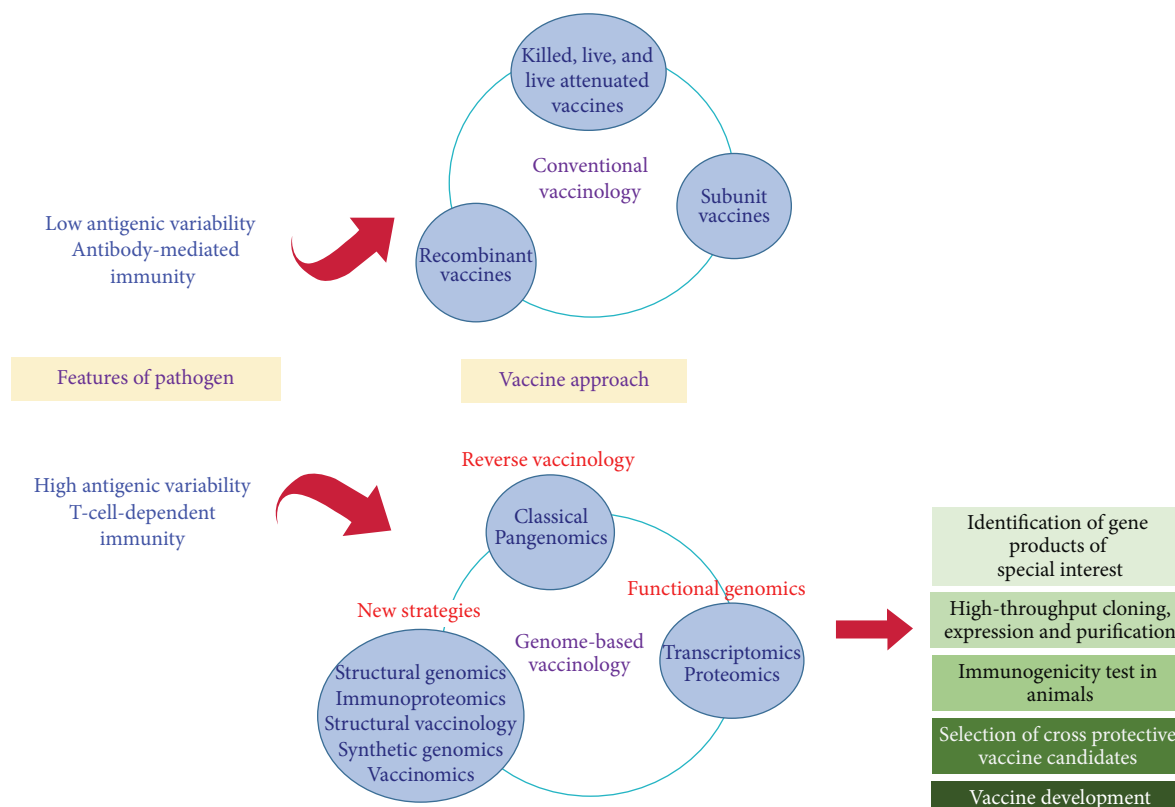 Killed, live, and
live attenuated
vaccines
Conventional
vaccinology
Subunit
vaccines
Low antigenic variability
Antibody-mediated
immunity
Recombinant
vaccines
Features of pathogen
Vaccine approach
Reverse vaccinology
High antigenic variability
T-cell-dependent
immunity
Classical
Pangenomics
Functional genomics
New strategies
Genome-based
vaccinology
Transcriptomics
Proteomics
Structural genomics
Immunoproteomics
Structural vaccinology
Synthetic genomics
Vaccinomics
Identification of gene
products of
special interest
High-throughput cloning,
expression and purification
Immunogenicity test in
animals
Selection of cross protective
vaccine candidates
Vaccine development